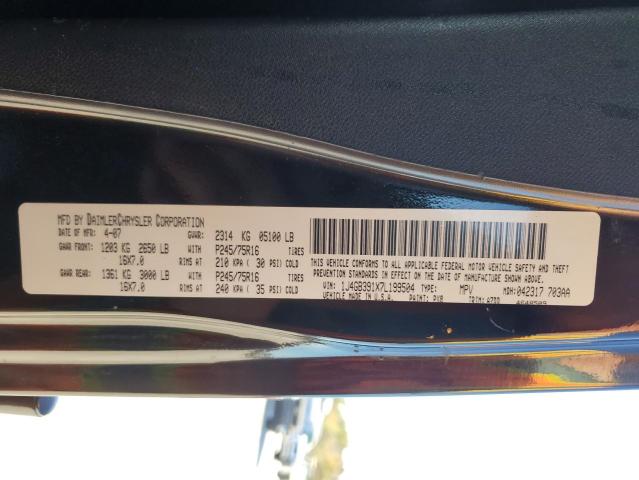 MFD BY DAIMLERCHRYSLER CORPORATION
DATE OF MFR 4-07 GVWR: 2314 KG 05100 LB
GAWR FRONT: 1203 KG 2650 LB WITH P245/75R16 TIRES
16X7.0 RIMS AT 210 KPA ( 30 PSI) COLD
GAWR REAR: 1361 KG 3000 LB WITH P245/75R16 TIRES
16X7.0 RIMS AT 240 KPA ( 35 PSI) COLD
THIS VEHICLE CONFORMS TO ALL APPLICABLE FEDERAL MOTOR VEHICLE SAFETY AND THEFT
PREVENTION STANDARDS IN EFFECT ON THE DATE OF MANUFACTURE SHOWN ABOVE.
VIN: 1J4GB391X7L199504 TYPE: MPV MDH:042317 703AA
VEHICLE MADE IN U.S.A. PAINT: PX8 TRIM: